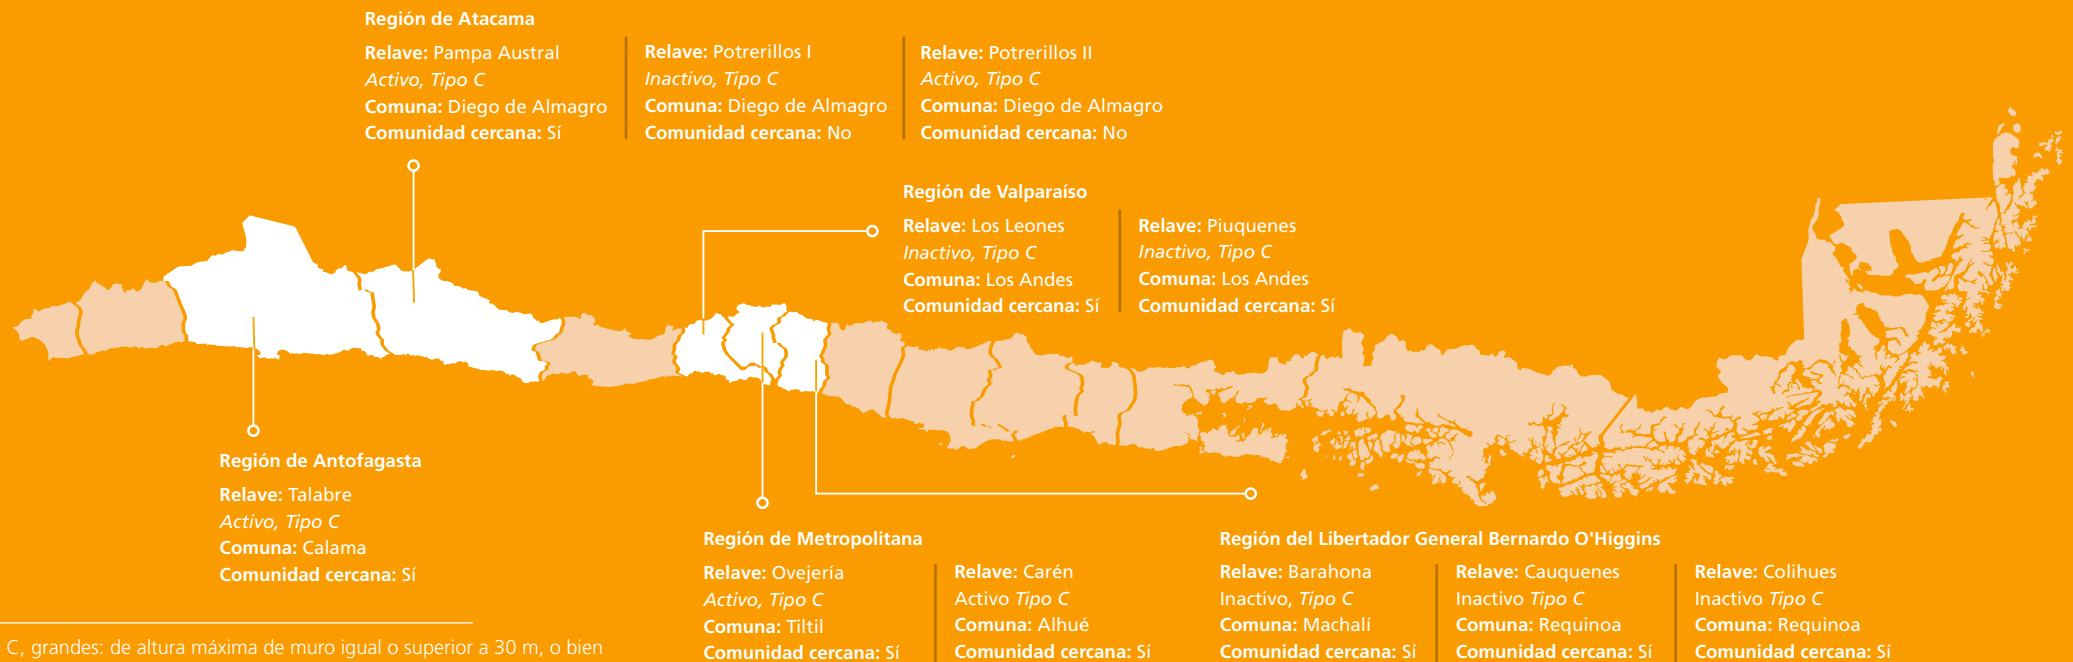 Región de Atacama
Relave: Pampa Austral
Activo, Tipo C
Comuna: Diego de Almagro
Comunidad cercana: Sí
Relave: Potrerillos I
Inactivo, Tipo C
Comuna: Diego de Almagro
Comunidad cercana: No
Relave: Potrerillos II
Activo, Tipo C
Comuna: Diego de Almagro
Comunidad cercana: No
Región de Valparaíso
Relave: Los Leones
Inactivo, Tipo C
Comuna: Los Andes
Comunidad cercana: Sí
Relave: Piuquenes
Inactivo, Tipo C
Comuna: Los Andes
Comunidad cercana: Sí
Región de Antofagasta
Relave: Talabre
Activo, Tipo C
Comuna: Calama
Comunidad cercana: Sí
Región de Metropolitana
Relave: Ovejería
Activo, Tipo C
Comuna: Tiltil
Comunidad cercana: Sí
Relave: Carén
Activo Tipo C
Comuna: Alhué
Comunidad cercana: Sí
Región del Libertador General Bernardo O'Higgins
Relave: Barahona
Inactivo, Tipo C
Comuna: Machalí
Comunidad cercana: Sí
Relave: Cauquenes
Inactivo Tipo C
Comuna: Requinoa
Comunidad cercana: Sí
Relave: Colihues
Inactivo Tipo C
Comuna: Requinoa
Comunidad cercana: Sí
C, grandes: de altura máxima de muro igual o superior a 30 m, o bien